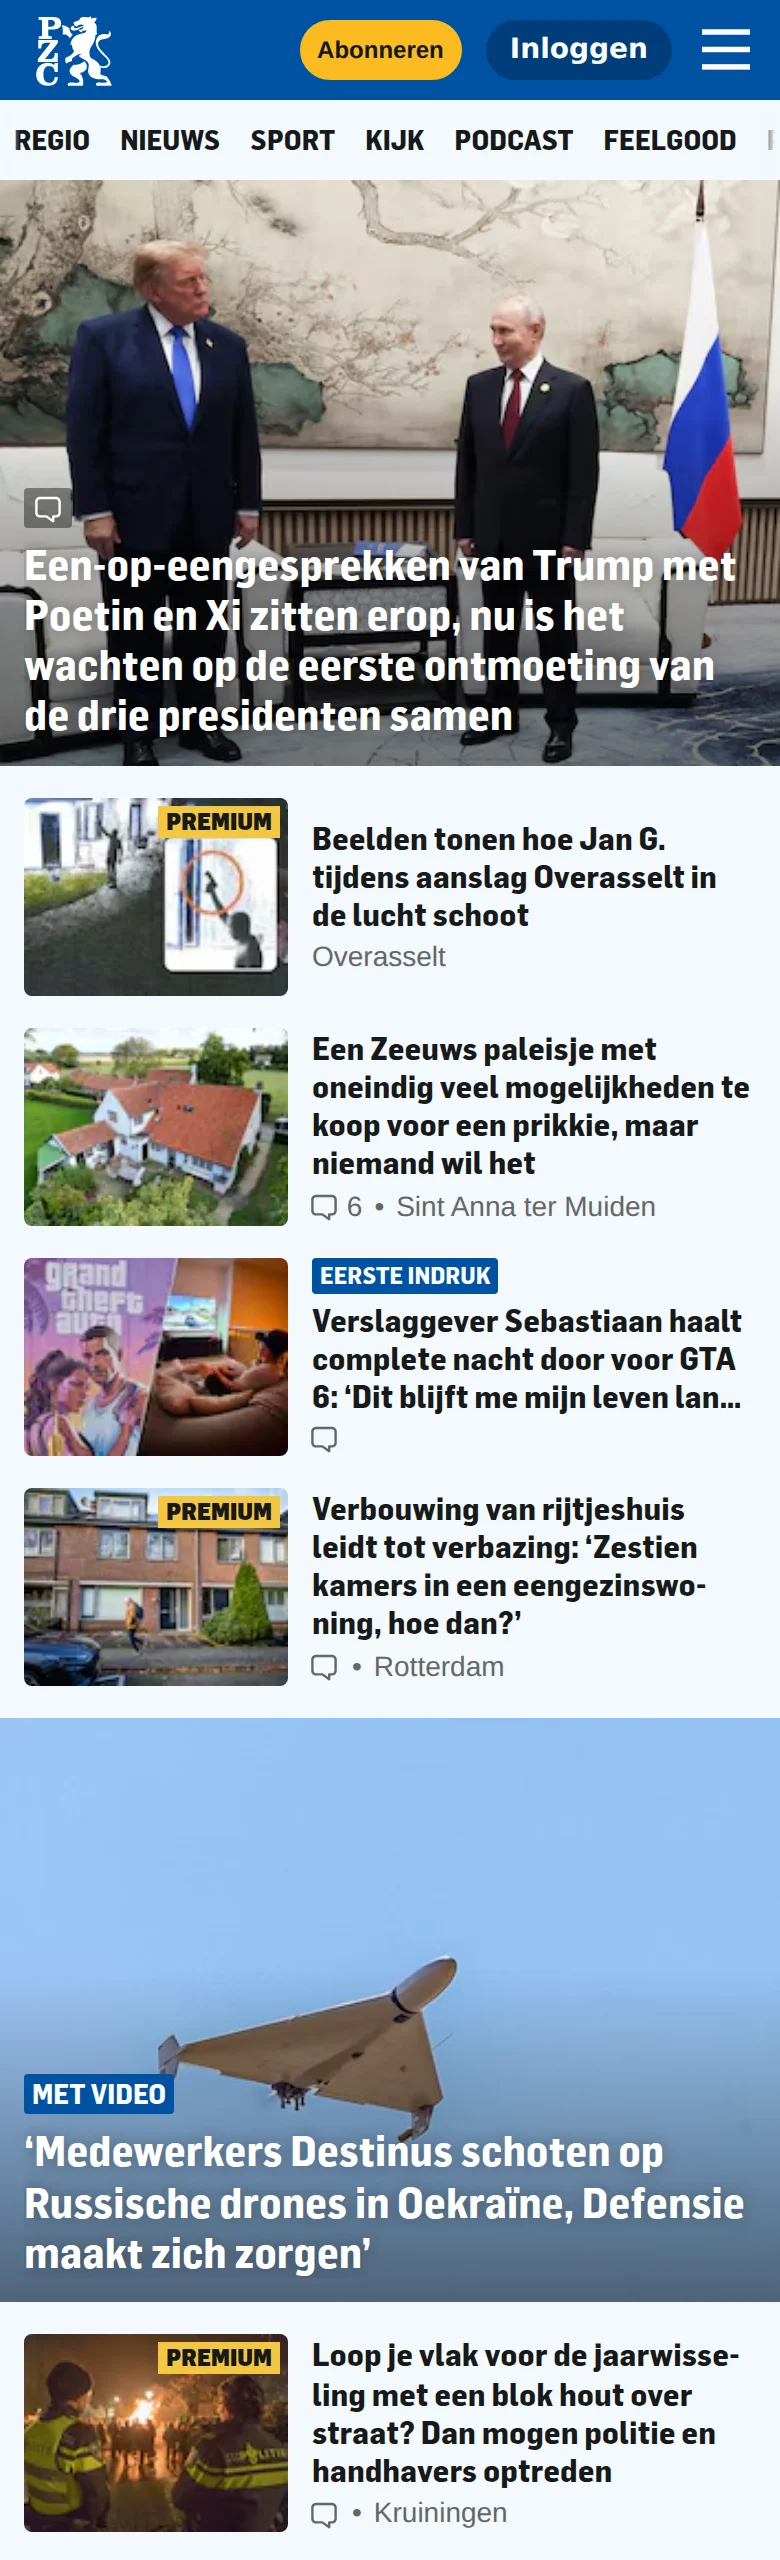 PZC
Abonneren
Inloggen
REGIO NIEUWS SPORT KIJK PODCAST FEELGOOD
Een-op-eengesprekken van Trump met
Poetin en Xi zitten erop, nu is het
wachten op de eerste ontmoeting van
de drie presidenten samen
PREMIUM
Beelden tonen hoe Jan G.
tijdens aanslag Overasselt in
de lucht schoot
Overasselt
Een Zeeuws paleisje met
oneindig veel mogelijkheden te
koop voor een prikkie, maar
niemand wil het
6 • Sint Anna ter Muiden
grand
theft
auto
EERSTE INDRUK
Verslaggever Sebastiaan haalt
complete nacht door voor GTA
6: ‘Dit blijft me mijn leven lan...
PREMIUM
Verbouwing van rijtjeshuis
leidt tot verbazing: ‘Zestien
kamers in een eengezinswo-
ning, hoe dan?’
• Rotterdam
MET VIDEO
‘Medewerkers Destinus schoten op
Russische drones in Oekraïne, Defensie
maakt zich zorgen’
PREMIUM
Loop je vlak voor de jaarwisse-
ling met een blok hout over
straat? Dan mogen politie en
handhavers optreden
• Kruiningen